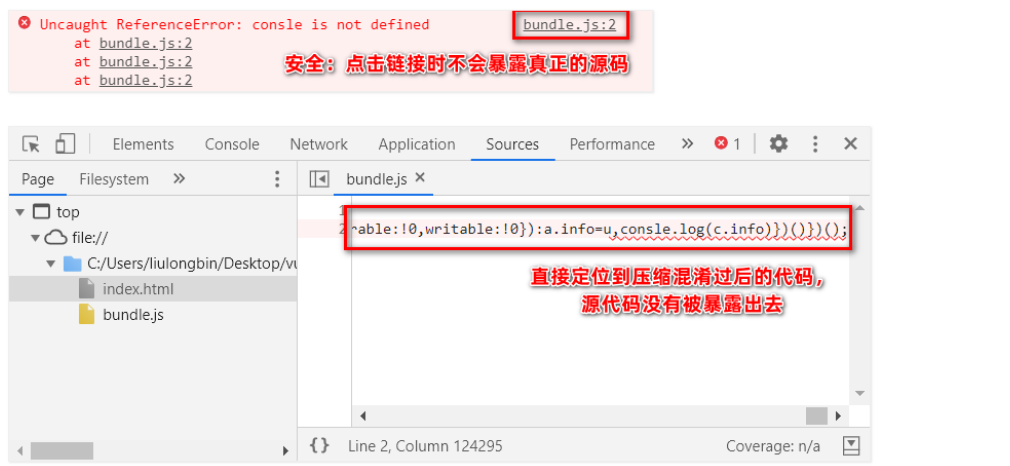 Uncaught ReferenceError: consle is not defined bundle.js:2
at bundle.js:2
at bundle.js:2
at bundle.js:2
安全：点击链接时不会暴露真正的源码
Elements Console Network Application Sources Performance » 1
Page Filesystem » bundle.js ×
top
file://
C:/Users/liulongbin/Desktop/vu
index.html
bundle.js
1
2 rable:!0,writable:!0}):a.info=u,consle.log(c.info)})()})();
直接定位到压缩混淆过后的代码，
源代码没有被暴露出去
{} Line 2, Column 124295 Coverage: n/a